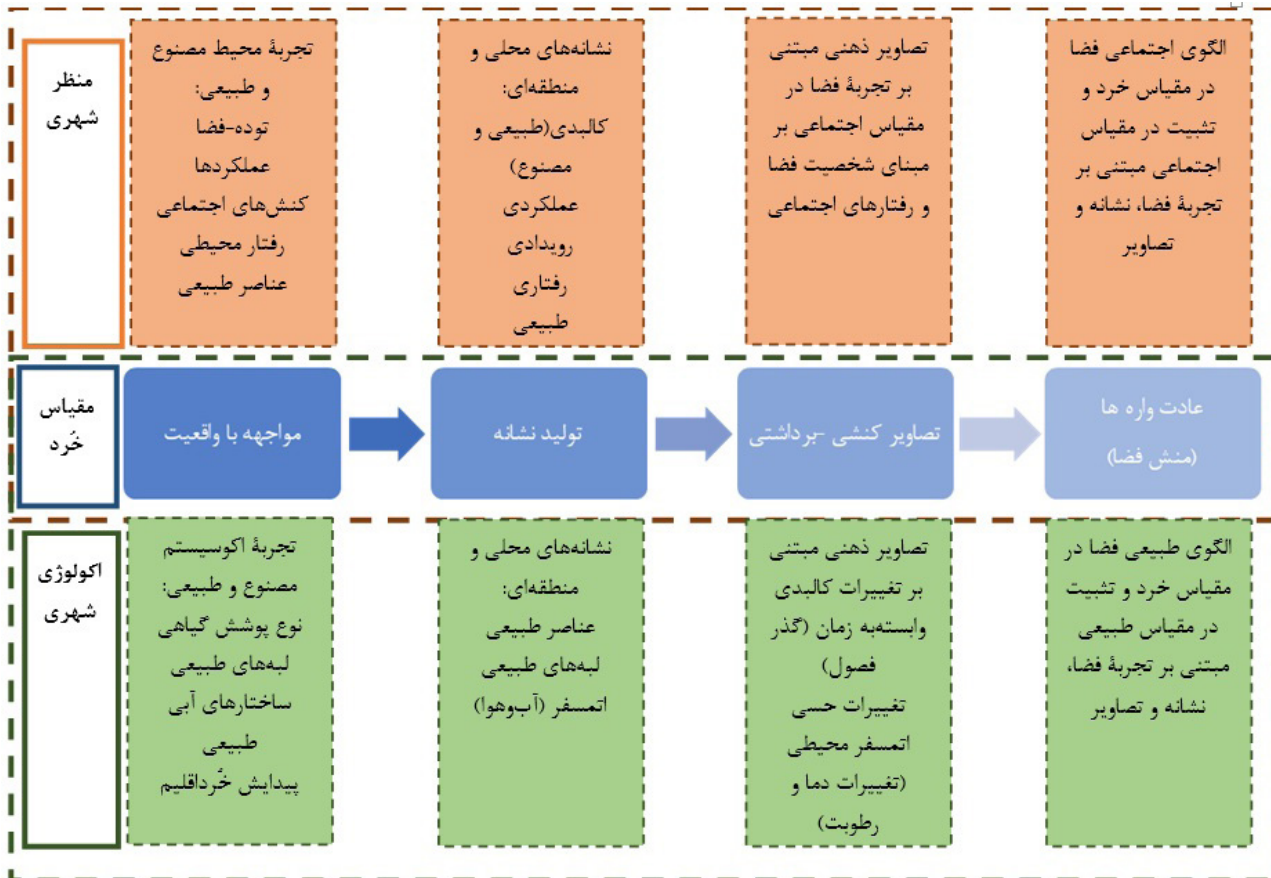 منظر
شهری
تجربۀ محیط مصنوع
و طبیعی:
توده-فضا
عملکردها
کنش‌های اجتماعی
رفتار محیطی
عناصر طبیعی
نشانه‌های محلی و
منطقه‌ای:
کالبدی(طبیعی و
مصنوع)
عملکردی
رویدادی
رفتاری
طبیعی
تصاویر ذهنی مبتنی
بر تجربۀ فضا در
مقیاس اجتماعی بر
مبنای شخصیت فضا
و رفتارهای اجتماعی
الگوی اجتماعی فضا
در مقیاس خرد و
تثبیت در مقیاس
اجتماعی مبتنی بر
تجربۀ فضا، نشانه و
تصاویر
مقیاس
خُرد
مواجهه با واقعیت
تولید نشانه
تصاویر کنشی -برداشتی
عادت واره ها
(منش فضا)
اکولوژی
شهری
تجربۀ اکوسیستم
مصنوع و طبیعی:
نوع پوشش گیاهی
لبه‌های طبیعی
ساختارهای آبی
طبیعی
پیدایش خُرداقلیم
نشانه‌های محلی و
منطقه‌ای:
عناصر طبیعی
لبه‌های طبیعی
اتمسفر (آب‌وهوا)
تصاویر ذهنی مبتنی
بر تغییرات کالبدی
وابسته‌به زمان (گذر
فصول)
تغییرات حسی
اتمسفر محیطی
(تغییرات دما و
رطوبت)
الگوی طبیعی فضا در
مقیاس خرد و تثبیت
در مقیاس طبیعی
مبتنی بر تجربۀ فضا،
نشانه و تصاویر